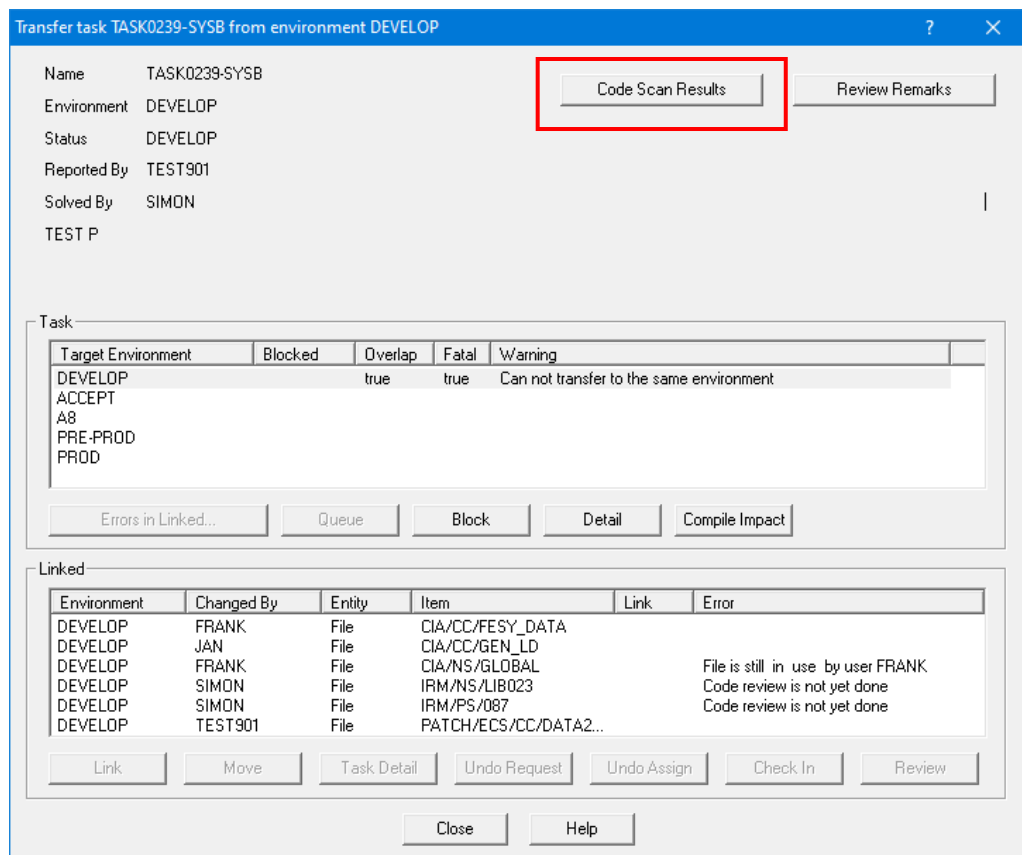 Transfer task TASK0239-SYSB from environment DEVELOP ?
Name TASK0239-SYSB
Code Scan Results Review Remarks
Environment DEVELOP
Status DEVELOP
Reported By TEST901
Solved By SIMON
TEST P
Task
Target Environment Blocked Overlap Fatal Warning
DEVELOP true true Can not transfer to the same environment
ACCEPT
A8
PRE-PROD
PROD
Errors in Linked... Queue Block Detail Compile Impact
Linked
Environment Changed By Entity Item Link Error
DEVELOP FRANK File CIA/CC/FESY_DATA
DEVELOP JAN File CIA/CC/GEN_LD
DEVELOP FRANK File CIA/NS/GLOBAL File is still in use by user FRANK
DEVELOP SIMON File IRM/NS/LIB023 Code review is not yet done
DEVELOP SIMON File IRM/PS/087 Code review is not yet done
DEVELOP TEST901 File PATCH/ECS/CC/DATA2...
Link Move Task Detail Undo Request Undo Assign Check In Review
Close Help